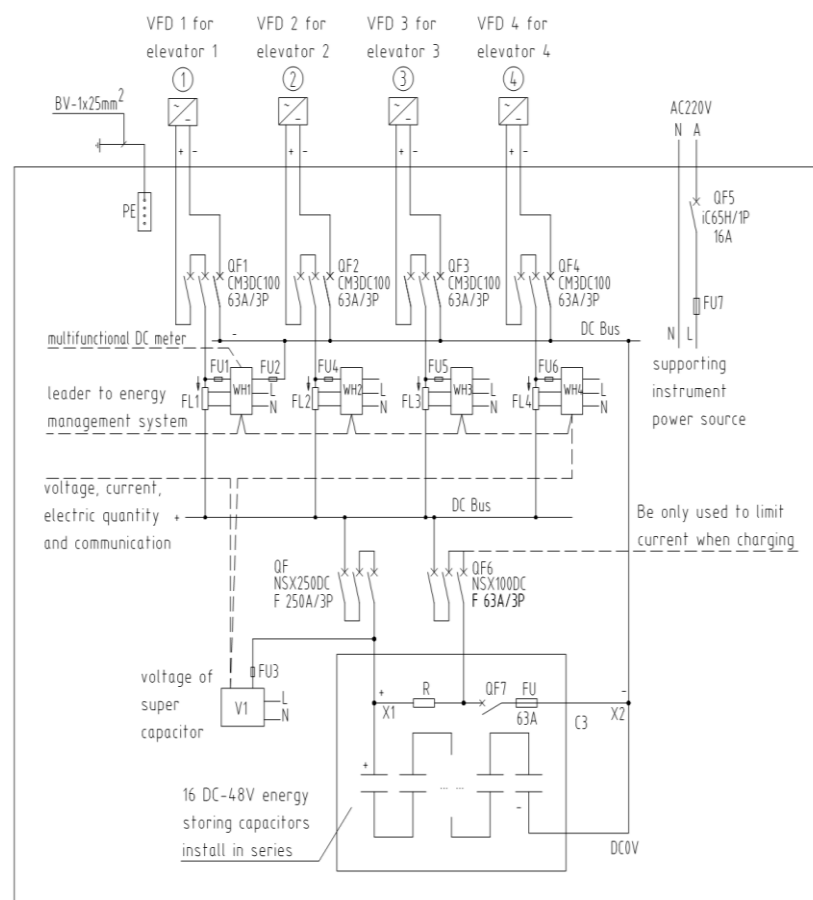 VFD 1 for
elevator 1
1
VFD 2 for
elevator 2
2
VFD 3 for
elevator 3
3
VFD 4 for
elevator 4
4
BV-1x25mm²
AC220V
N A
~ -
~ -
~ -
~ -
+ -
+ -
+ -
+ -
PE
QF5
iC65H/1P
16A
QF1
CM3DC100
63A/3P
QF2
CM3DC100
63A/3P
QF3
CM3DC100
63A/3P
QF4
CM3DC100
63A/3P
FU7
- DC Bus
N L
multifunctional DC meter
FU1 WH1 FU2
FU4 WH2
FU5 WH3
FU6 WH4
L
N
L
N
L
N
L
N
FL1
FL2
FL3
FL4
supporting
instrument
power source
leader to energy
management system
voltage, current,
electric quantity
and communication
+ DC Bus
Be only used to limit
current when charging
QF
NSX250DC
F 250A/3P
QF6
NSX100DC
F 63A/3P
voltage of
super
capacitor
FU3
V1
L
N
+
X1
R
QF7
FU
63A
C3
-
X2
+
... ...
-
16 DC-48V energy
storing capacitors
install in series
DC0V